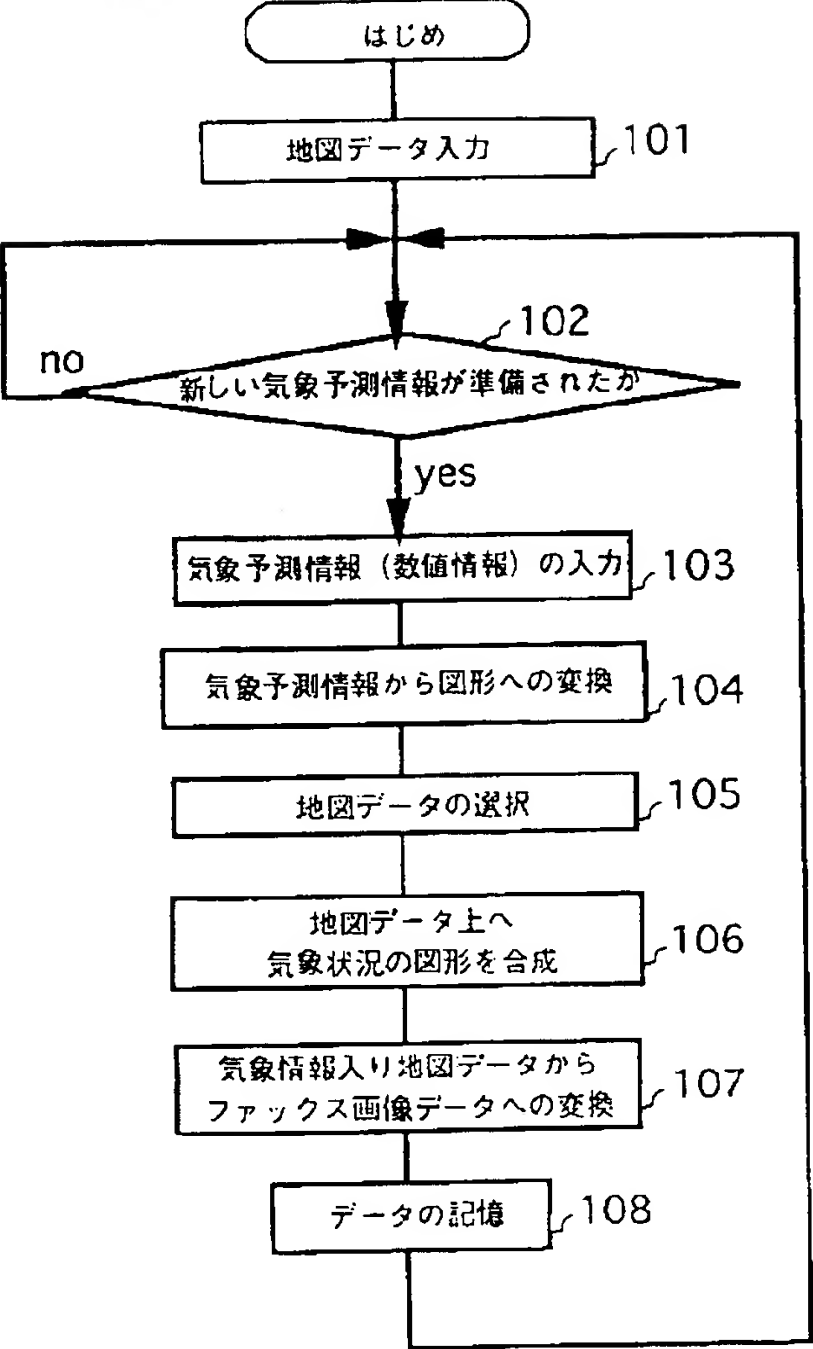 はじめ
地図データ入力
101
102
no
新しい気象予測情報が準備されたか
yes
気象予測情報(数値情報)の入力
103
気象予測情報から図形への変換
104
地図データの選択
105
地図データ上へ
気象状況の図形を合成
106
気象情報入り地図データから
ファックス画像データへの変換
107
データの記憶
108